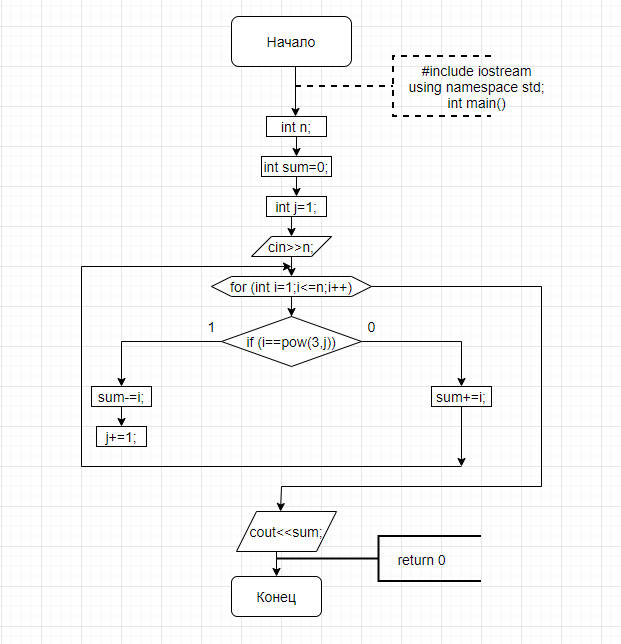 Начало
#include iostream
using namespace std;
int main()
int n;
int sum=0;
int j=1;
cin>>n;
for (int i=1;i<=n;i++)
1
0
if (i==pow(3,j))
sum-=i;
sum+=i;
j+=1;
cout<<sum;
return 0
Конец